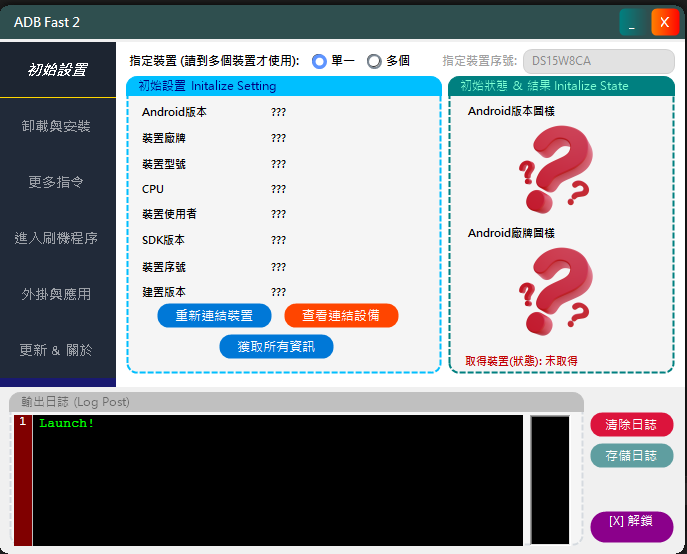 ADB Fast 2
_
X
初始設置
卸載與安裝
更多指令
進入刷機程序
外掛與應用
更新 & 關於
指定裝置 (讀到多個裝置才使用): 單一 多個 指定裝置序號: DS15W8CA
初始設置 Initalize Setting
Android版本 ???
裝置廠牌 ???
裝置型號 ???
CPU ???
裝置使用者 ???
SDK版本 ???
裝置序號 ???
建置版本 ???
重新連結裝置 查看連結設備
獲取所有資訊
初始狀態 & 結果 Initalize State
Android版本圖樣
Android廠牌圖樣
取得裝置(狀態): 未取得
輸出日誌 (Log Post)
1 Launch!
清除日誌
存儲日誌
[X] 解鎖